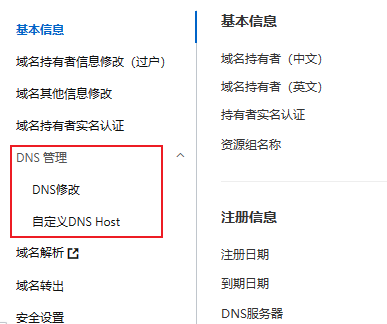 基本信息
域名持有者信息修改（过户）
域名其他信息修改
域名持有者实名认证
DNS 管理
DNS修改
自定义DNS Host
域名解析
域名转出
安全设置
基本信息
域名持有者（中文）
域名持有者（英文）
持有者实名认证
资源组名称
注册信息
注册日期
到期日期
DNS服务器